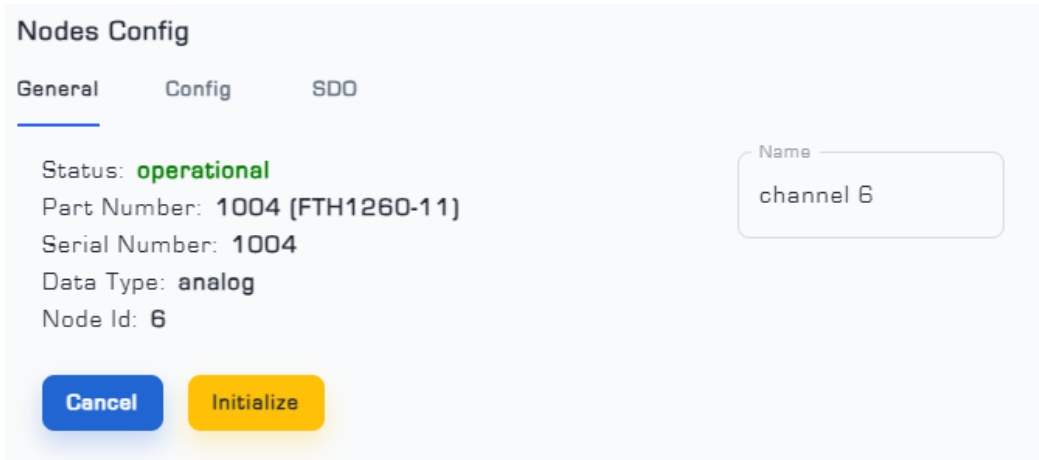 Nodes Config
General Config SDO
Name
Status: operational
channel 6
Part Number: 1004 (FTH1260-11)
Serial Number: 1004
Data Type: analog
Node Id: 6
Cancel Initialize